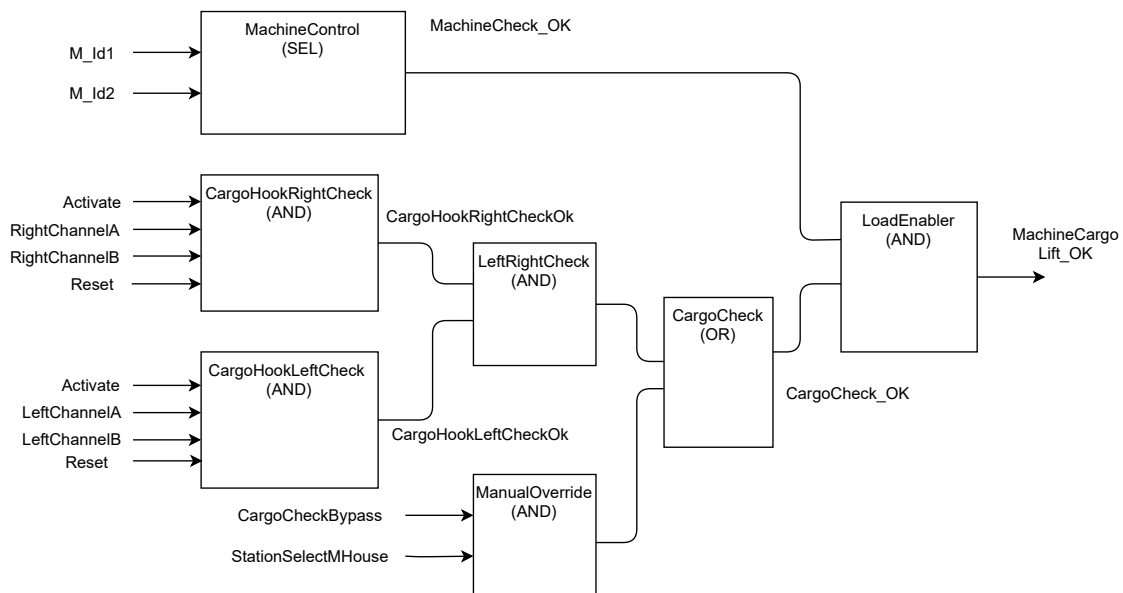 MachineControl
(SEL)
MachineCheck_OK
M_Id1
M_Id2
CargoHookRightCheck
(AND)
Activate
RightChannelA
RightChannelB
Reset
CargoHookRightCheckOk
LeftRightCheck
(AND)
LoadEnabler
(AND)
MachineCargo
Lift_OK
CargoCheck
(OR)
CargoHookLeftCheck
(AND)
Activate
LeftChannelA
LeftChannelB
Reset
CargoCheck_OK
CargoHookLeftCheckOk
ManualOverride
(AND)
CargoCheckBypass
StationSelectMHouse